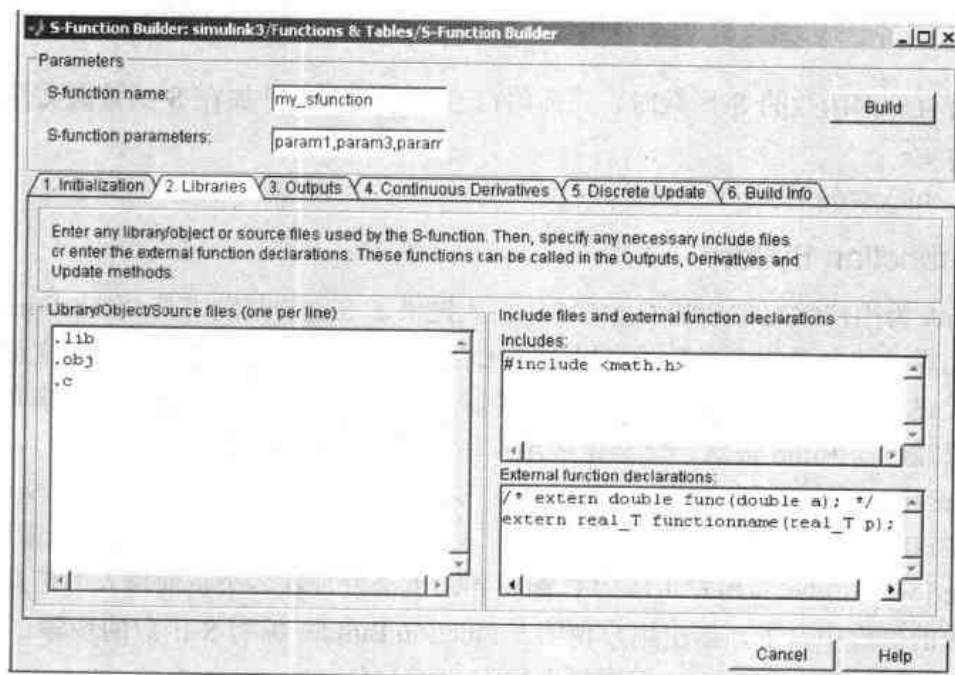 S-Function Builder: simulink3/Functions & Tables/S-Function Builder
Parameters
S-function name:
my_sfunction
Build
S-function parameters:
param1,param3,param
1. Initialization
2. Libraries
3. Outputs
4. Continuous Derivatives
5. Discrete Update
6. Build Info
Enter any library/object or source files used by the S-function. Then, specify any necessary include files
or enter the external function declarations. These functions can be called in the Outputs, Derivatives and
Update methods.
Library/Object/Source files (one per line)
.lib
.obj
.c
Include files and external function declarations
Includes:
#include <math.h>
External function declarations:
/* extern double func(double a); */
extern real_T functionname(real_T p);
Cancel
Help